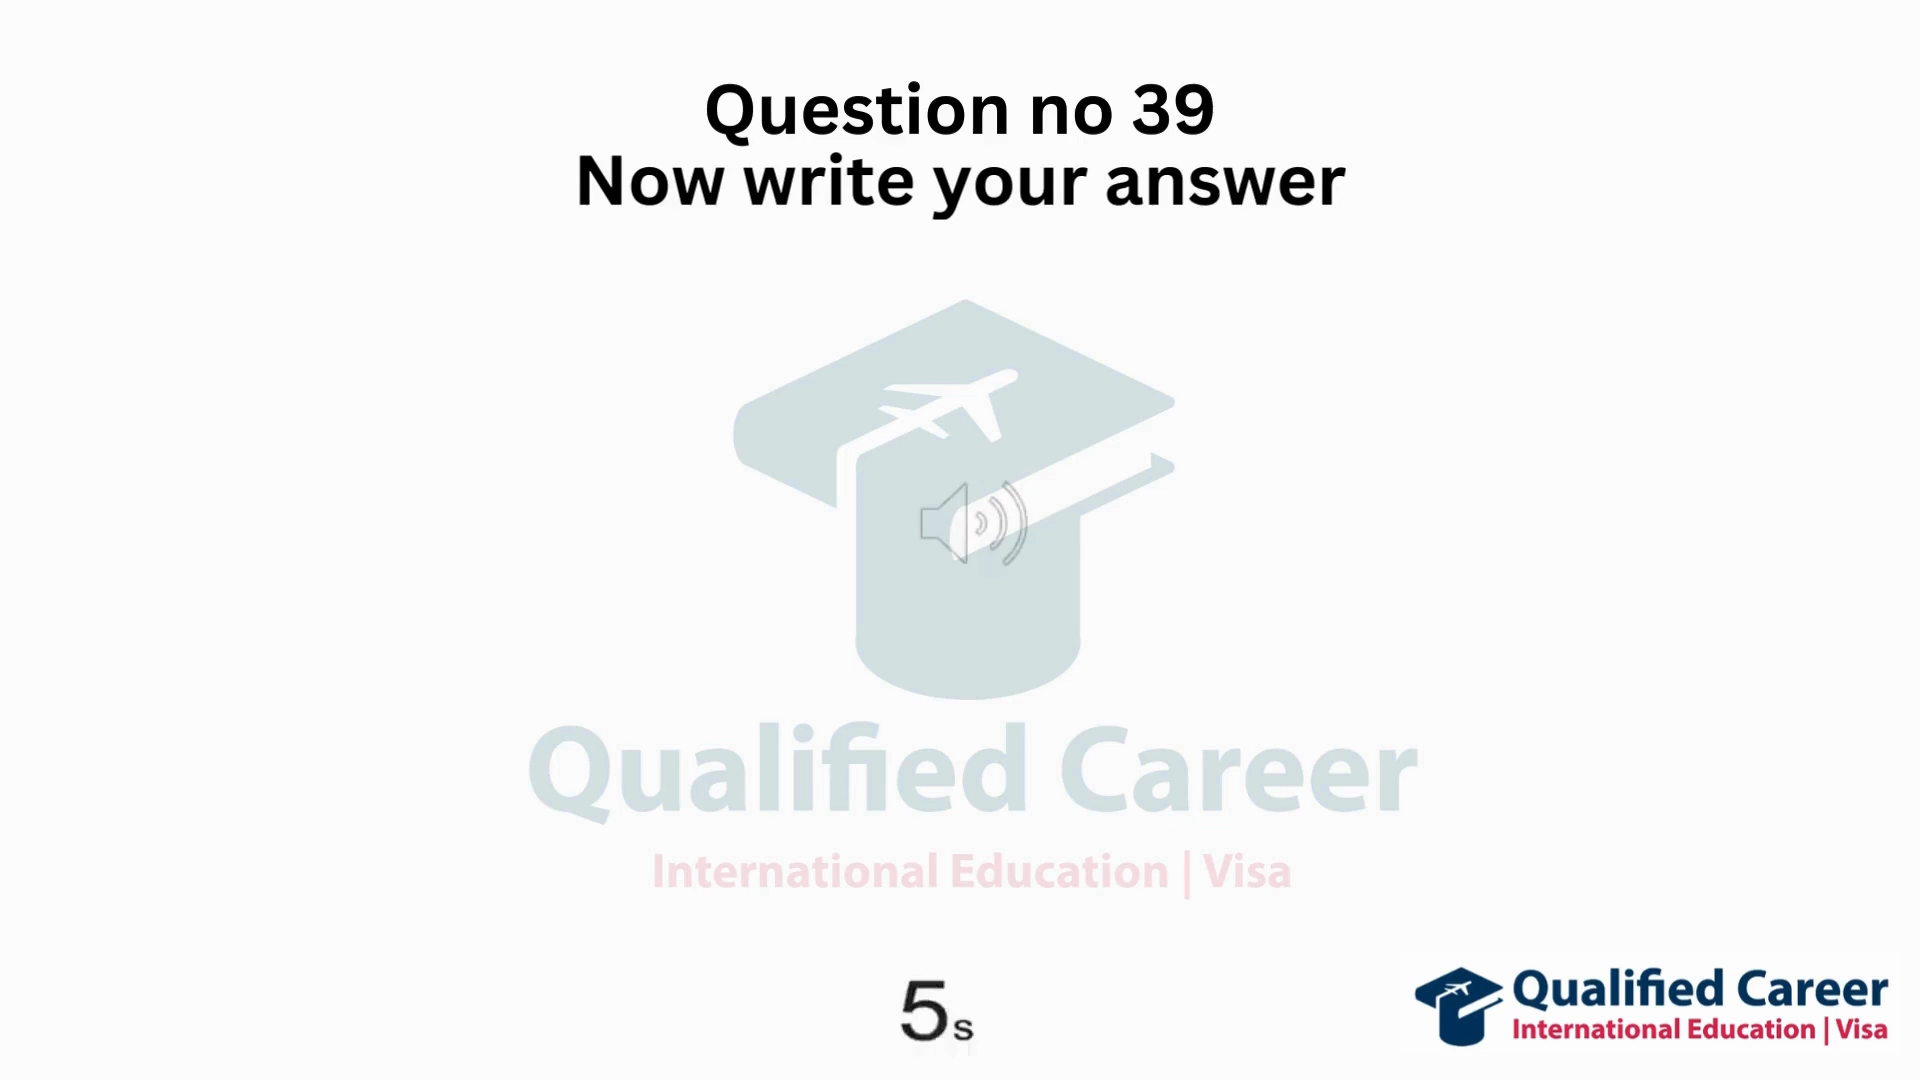 Question no 39
Now write your answer
Qualified Career
International Education | Visa
5s
Qualified Career
International Education | Visa